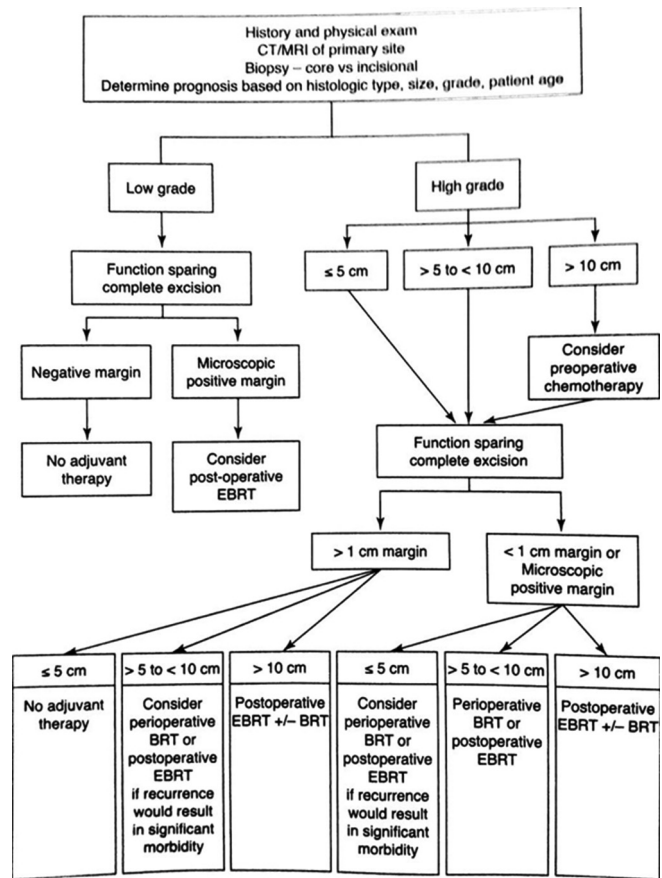 History and physical exam
CT/MRI of primary site
Biopsy – core vs incisional
Determine prognosis based on histologic type, size, grade, patient age
Low grade
High grade
≤ 5 cm
> 5 to < 10 cm
> 10 cm
Function sparing
complete excision
Consider
preoperative
chemotherapy
Negative margin
Microscopic
positive margin
No adjuvant
therapy
Consider
post-operative
EBRT
Function sparing
complete excision
> 1 cm margin
< 1 cm margin or
Microscopic
positive margin
≤ 5 cm
No adjuvant
therapy
> 5 to < 10 cm
Consider
perioperative
BRT or
postoperative
EBRT
if recurrence
would result
in significant
morbidity
> 10 cm
Postoperative
EBRT +/– BRT
≤ 5 cm
Consider
perioperative
BRT or
postoperative
EBRT
if recurrence
would result
in significant
morbidity
> 5 to < 10 cm
Perioperative
BRT or
postoperative
EBRT
> 10 cm
Postoperative
EBRT +/– BRT